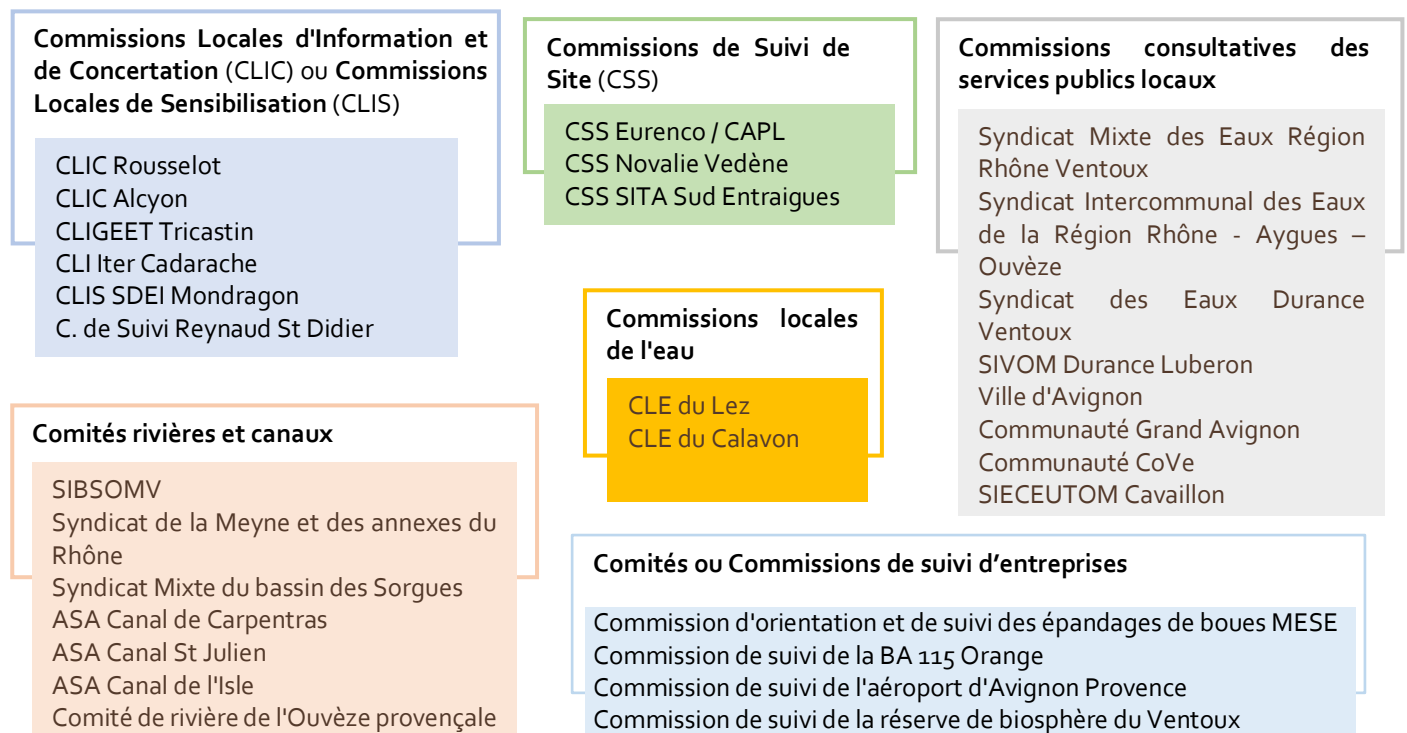 Commissions Locales d'Information et
de Concertation (CLIC) ou Commissions
Locales de Sensibilisation (CLIS)
CLIC Rousselot
CLIC Alcyon
CLIGEET Tricastin
CLI Iter Cadarache
CLIS SDEI Mondragon
C. de Suivi Reynaud St Didier
Commissions de Suivi de
Site (CSS)
CSS Eurenco / CAPL
CSS Novalie Vedène
CSS SITA Sud Entraigues
Commissions consultatives des
services publics locaux
Syndicat Mixte des Eaux Région
Rhône Ventoux
Syndicat Intercommunal des Eaux
de la Région Rhône - Aygues –
Ouvèze
Syndicat des Eaux Durance
Ventoux
SIVOM Durance Luberon
Ville d'Avignon
Communauté Grand Avignon
Communauté CoVe
SIECEUTOM Cavaillon
Commissions locales
de l'eau
CLE du Lez
CLE du Calavon
Comités rivières et canaux
SIBSOMV
Syndicat de la Meyne et des annexes du
Rhône
Syndicat Mixte du bassin des Sorgues
ASA Canal de Carpentras
ASA Canal St Julien
ASA Canal de l'Isle
Comité de rivière de l'Ouvèze provençale
Comités ou Commissions de suivi d’entreprises
Commission d'orientation et de suivi des épandages de boues MESE
Commission de suivi de la BA 115 Orange
Commission de suivi de l'aéroport d'Avignon Provence
Commission de suivi de la réserve de biosphère du Ventoux